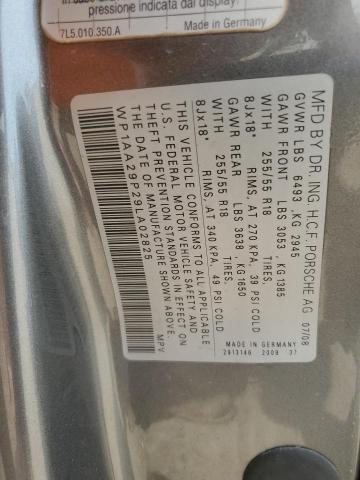 pressione indicata dal display!
7L5.010.350.A Made in Germany
MFD BY DR. ING. H.C.F. PORSCHE AG 07/08
GVWR LBS 6493 KG 2945
GAWR FRONT LBS 3053 KG 1385
WITH 255/55 R18 TIRES,
8Jx18" RIMS, AT 270 KPA, 39 PSI COLD
GAWR REAR LBS 3638 KG 1650
WITH 255/55 R18 TIRES,
8Jx18" RIMS, AT 340 KPA, 49 PSI COLD
THIS VEHICLE CONFORMS TO ALL APPLICABLE
U.S. FEDERAL MOTOR VEHICLE SAFETY AND
THEFT PREVENTION STANDARDS IN EFFECT ON
THE DATE OF MANUFACTURE SHOWN ABOVE.
WP1AA29P29LA02825 MPV
MADE IN GERMANY
2813146 2009 37